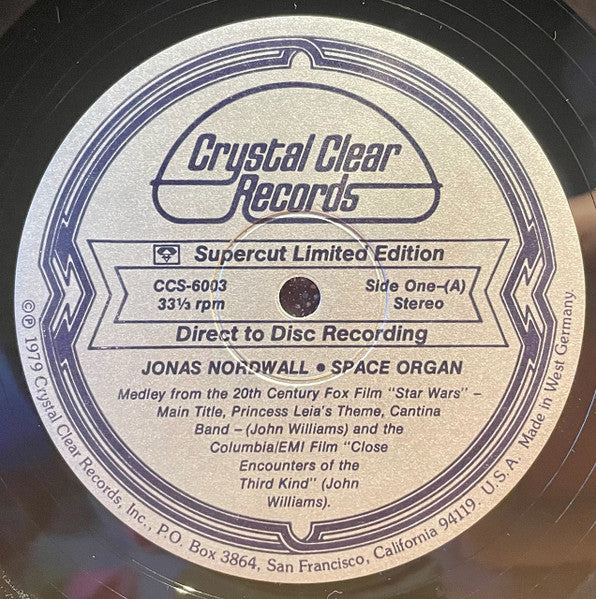 Crystal Clear
Records
Supercut Limited Edition
CCS-6003
33⅓ rpm
Side One-(A)
Stereo
Direct to Disc Recording
JONAS NORDWALL • SPACE ORGAN
Medley from the 20th Century Fox Film "Star Wars" -
Main Title, Princess Leia's Theme, Cantina
Band - (John Williams) and the
Columbia/EMI Film "Close
Encounters of the
Third Kind" (John
Williams).
©℗ 1979 Crystal Clear Records, Inc., P.O. Box 3864, San Francisco, California 94119. U.S.A. Made in West Germany.